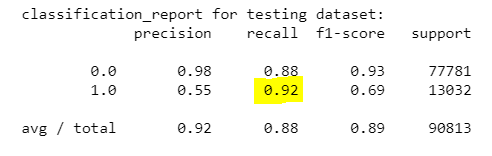 classification_report for testing dataset:
precision recall f1-score support
0.0 0.98 0.88 0.93 77781
1.0 0.55 0.92 0.69 13032
avg / total 0.92 0.88 0.89 90813